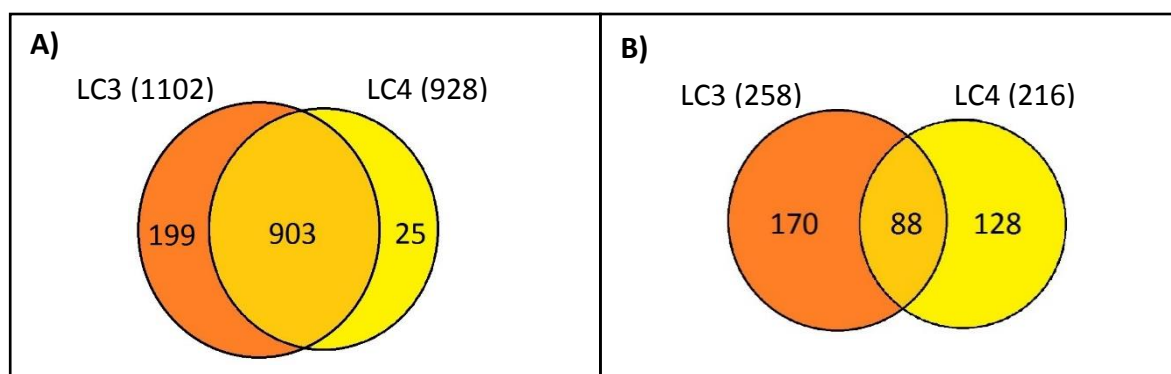 A)
LC3 (1102)
LC4 (928)
199
903
25
B)
LC3 (258)
LC4 (216)
170
88
128